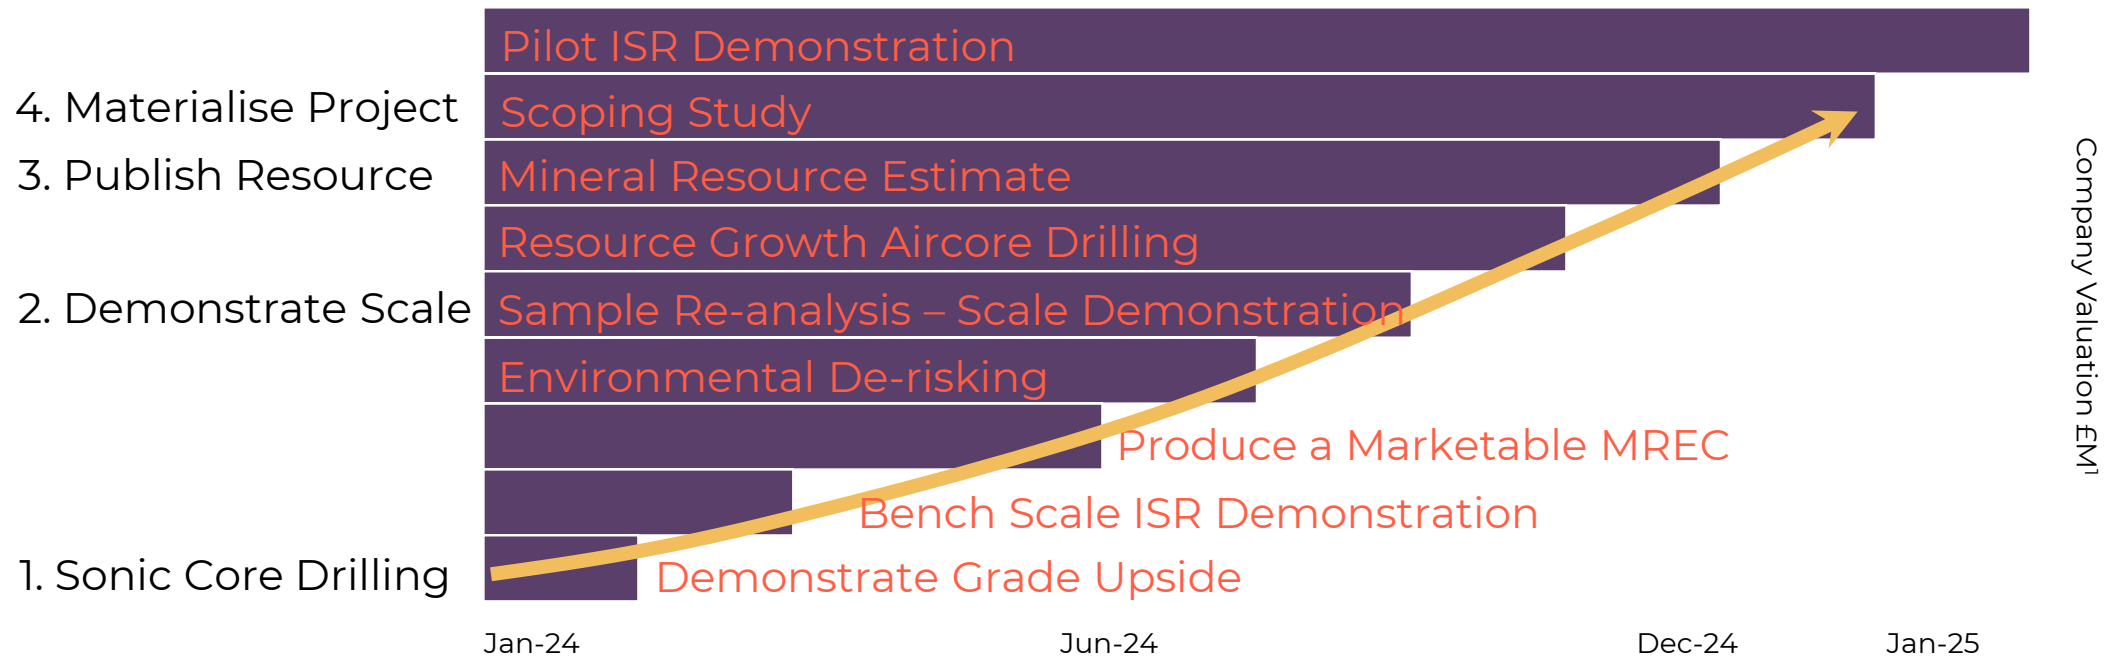 Pilot ISR Demonstration
4. Materialise Project
Scoping Study
3. Publish Resource
Mineral Resource Estimate
Resource Growth Aircore Drilling
2. Demonstrate Scale
Sample Re-analysis – Scale Demonstration
Environmental De-risking
Produce a Marketable MREC
Bench Scale ISR Demonstration
1. Sonic Core Drilling
Demonstrate Grade Upside
Jan-24
Jun-24
Dec-24
Jan-25
Company Valuation £M¹